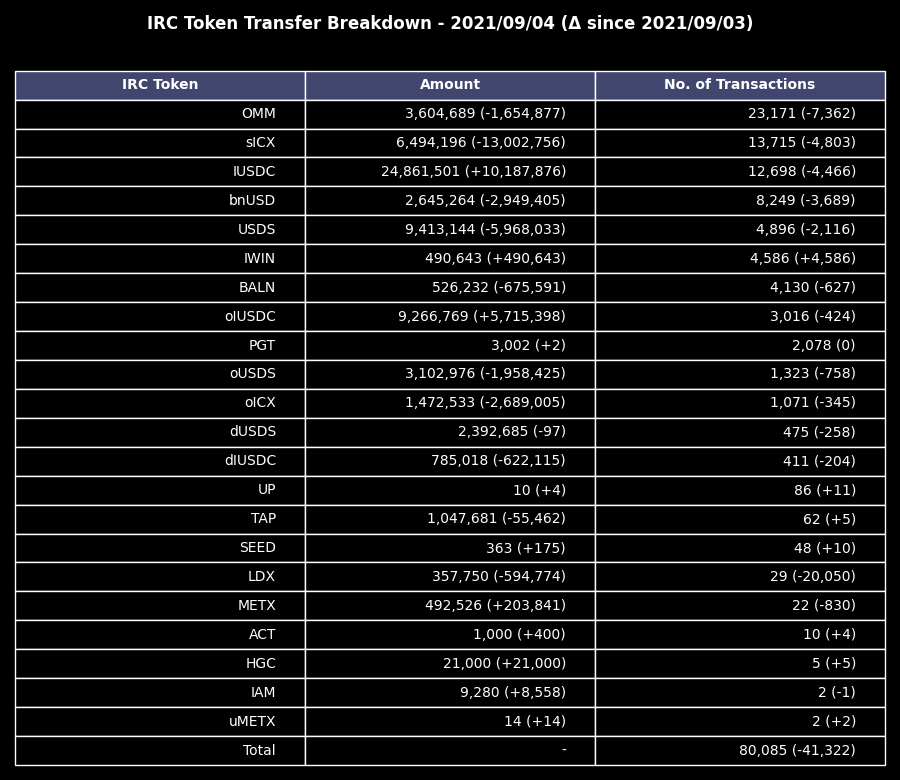 IRC Token Transfer Breakdown - 2021/09/04 (Δ since 2021/09/03)
IRC Token Amount No. of Transactions
OMM 3,604,689 (-1,654,877) 23,171 (-7,362)
sICX 6,494,196 (-13,002,756) 13,715 (-4,803)
IUSDC 24,861,501 (+10,187,876) 12,698 (-4,466)
bnUSD 2,645,264 (-2,949,405) 8,249 (-3,689)
USDS 9,413,144 (-5,968,033) 4,896 (-2,116)
IWIN 490,643 (+490,643) 4,586 (+4,586)
BALN 526,232 (-675,591) 4,130 (-627)
oIUSDC 9,266,769 (+5,715,398) 3,016 (-424)
PGT 3,002 (+2) 2,078 (0)
oUSDS 3,102,976 (-1,958,425) 1,323 (-758)
oICX 1,472,533 (-2,689,005) 1,071 (-345)
dUSDS 2,392,685 (-97) 475 (-258)
dIUSDC 785,018 (-622,115) 411 (-204)
UP 10 (+4) 86 (+11)
TAP 1,047,681 (-55,462) 62 (+5)
SEED 363 (+175) 48 (+10)
LDX 357,750 (-594,774) 29 (-20,050)
METX 492,526 (+203,841) 22 (-830)
ACT 1,000 (+400) 10 (+4)
HGC 21,000 (+21,000) 5 (+5)
IAM 9,280 (+8,558) 2 (-1)
uMETX 14 (+14) 2 (+2)
Total - 80,085 (-41,322)